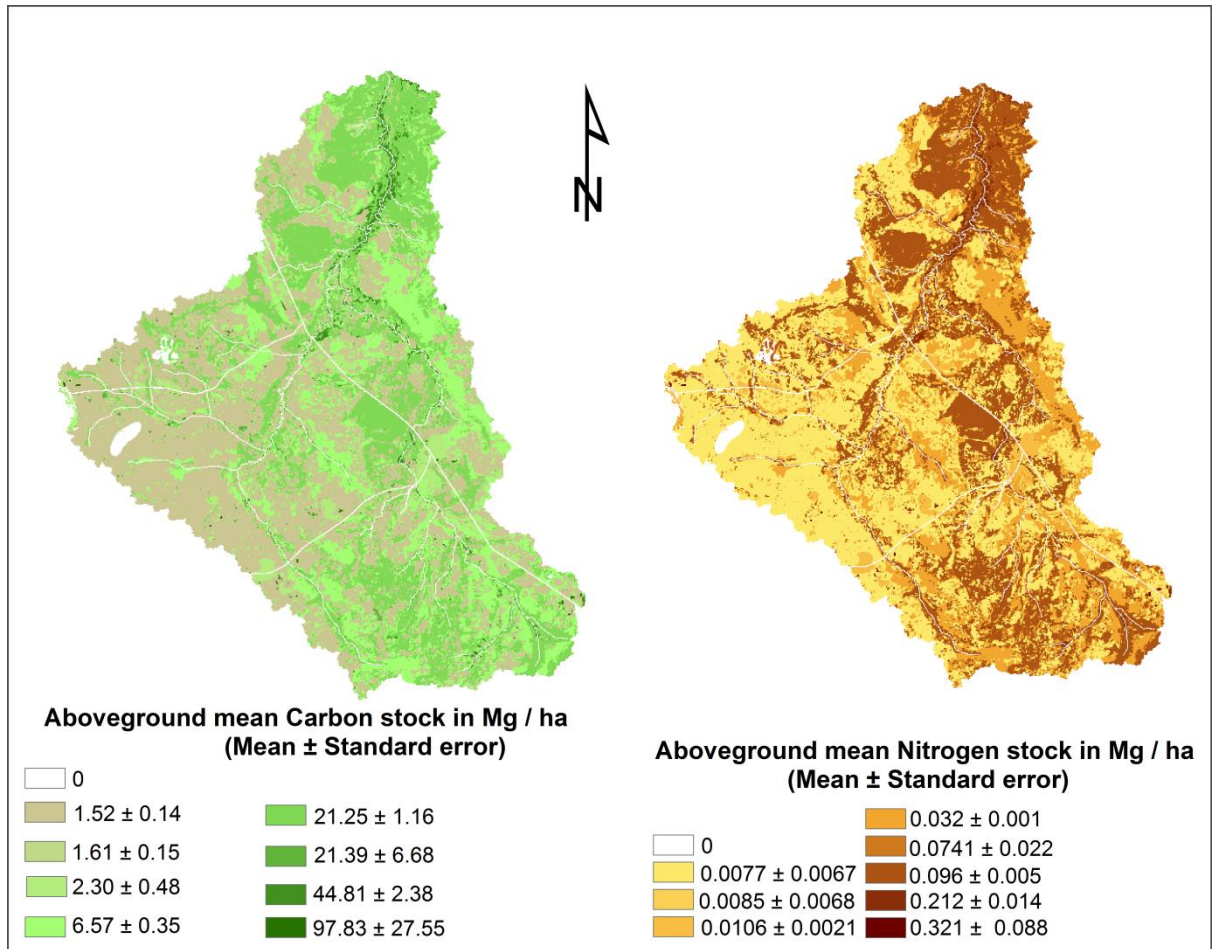 N
Aboveground mean Carbon stock in Mg / ha
(Mean ± Standard error)
0
1.52 ± 0.14
1.61 ± 0.15
2.30 ± 0.48
6.57 ± 0.35
21.25 ± 1.16
21.39 ± 6.68
44.81 ± 2.38
97.83 ± 27.55
Aboveground mean Nitrogen stock in Mg / ha
(Mean ± Standard error)
0
0.0077 ± 0.0067
0.0085 ± 0.0068
0.0106 ± 0.0021
0.032 ± 0.001
0.0741 ± 0.022
0.096 ± 0.005
0.212 ± 0.014
0.321 ± 0.088